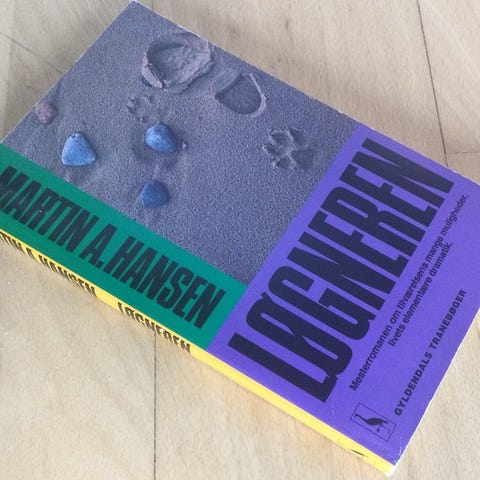 MARTIN A. HANSEN
LØGNEREN
Mesterromanen om tilværelsens mange muligheder,
livets elementære dramatik.
GYLDENDALS TRANEBØGER
MARTIN A. HANSEN LØGNEREN